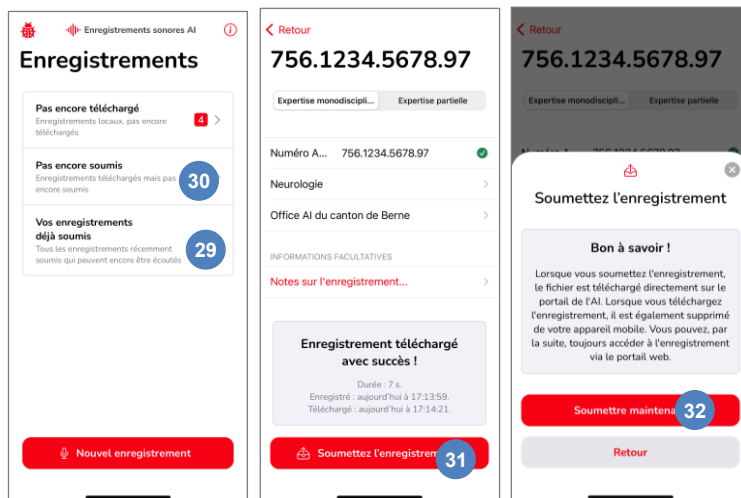 Enregistrements sonores AI
Enregistrements
Pas encore téléchargé
Enregistrements locaux, pas encore
téléchargés
4
Pas encore soumis
Enregistrements téléchargés mais pas
encore soumis
30
Vos enregistrements
déjà soumis
Tous les enregistrements récemment
soumis qui peuvent encore être écoutés
29
Nouvel enregistrement
Retour
756.1234.5678.97
Expertise monodiscipli... Expertise partielle
Numéro A... 756.1234.5678.97
Neurologie
Office AI du canton de Berne
INFORMATIONS FACULTATIVES
Notes sur l'enregistrement...
Enregistrement téléchargé
avec succès !
Durée : 7 s.
Enregistré : aujourd'hui à 17:13:59.
Téléchargé : aujourd'hui à 17:14:21.
Soumettez l'enregistrem
31
Retour
756.1234.5678.97
Expertise monodiscipli... Expertise partielle
Soumettez l'enregistrement
Bon à savoir !
Lorsque vous soumettez l'enregistrement,
le fichier est téléchargé directement sur le
portail de l'AI. Lorsque vous téléchargez
l'enregistrement, il est également supprimé
de votre appareil mobile. Vous pouvez, par
la suite, toujours accéder à l'enregistrement
via le portail web.
Soumettre maintena
32
Retour